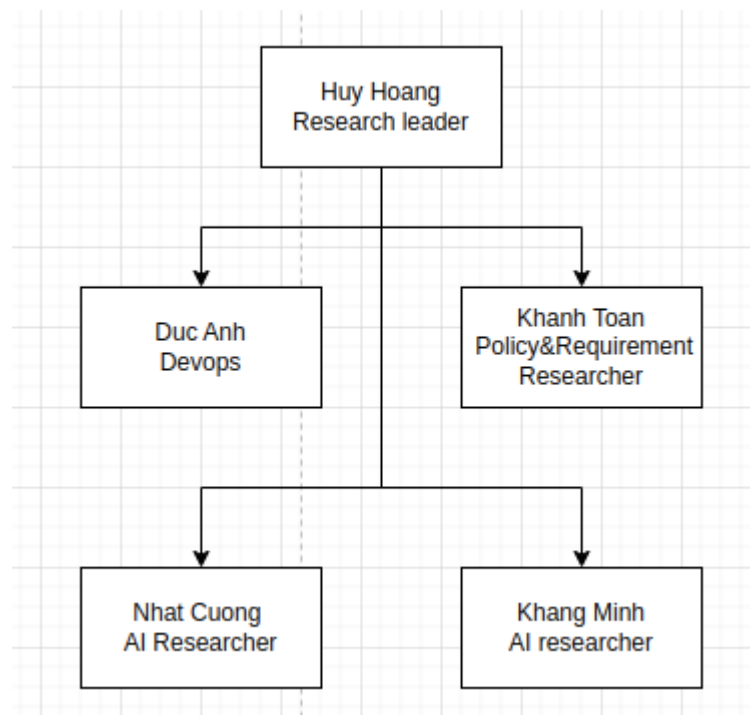 Huy Hoang
Research leader
Duc Anh
Devops
Khanh Toan
Policy&Requirement
Researcher
Nhat Cuong
AI Researcher
Khang Minh
AI researcher